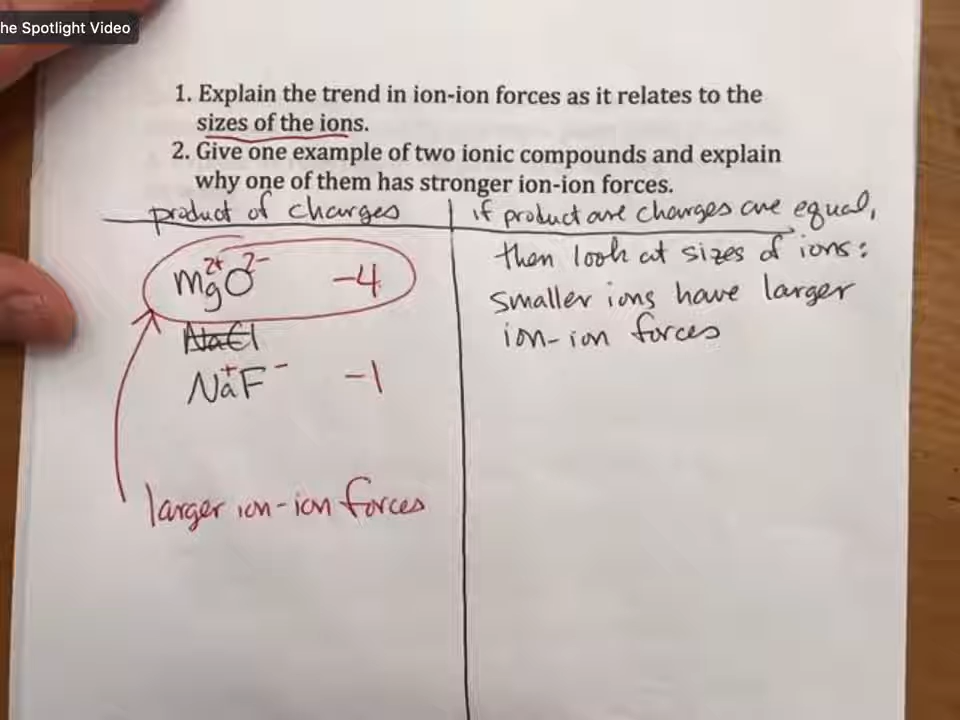 he Spotlight Video
1. Explain the trend in ion-ion forces as it relates to the
sizes of the ions.
2. Give one example of two ionic compounds and explain
why one of them has stronger ion-ion forces.
product of charges
if product are charges are equal,
then look at sizes of ions:
smaller ions have larger
ion-ion forces
Mg²⁺O²⁻ -4
NaCl
Na⁺F⁻ -1
larger ion-ion forces